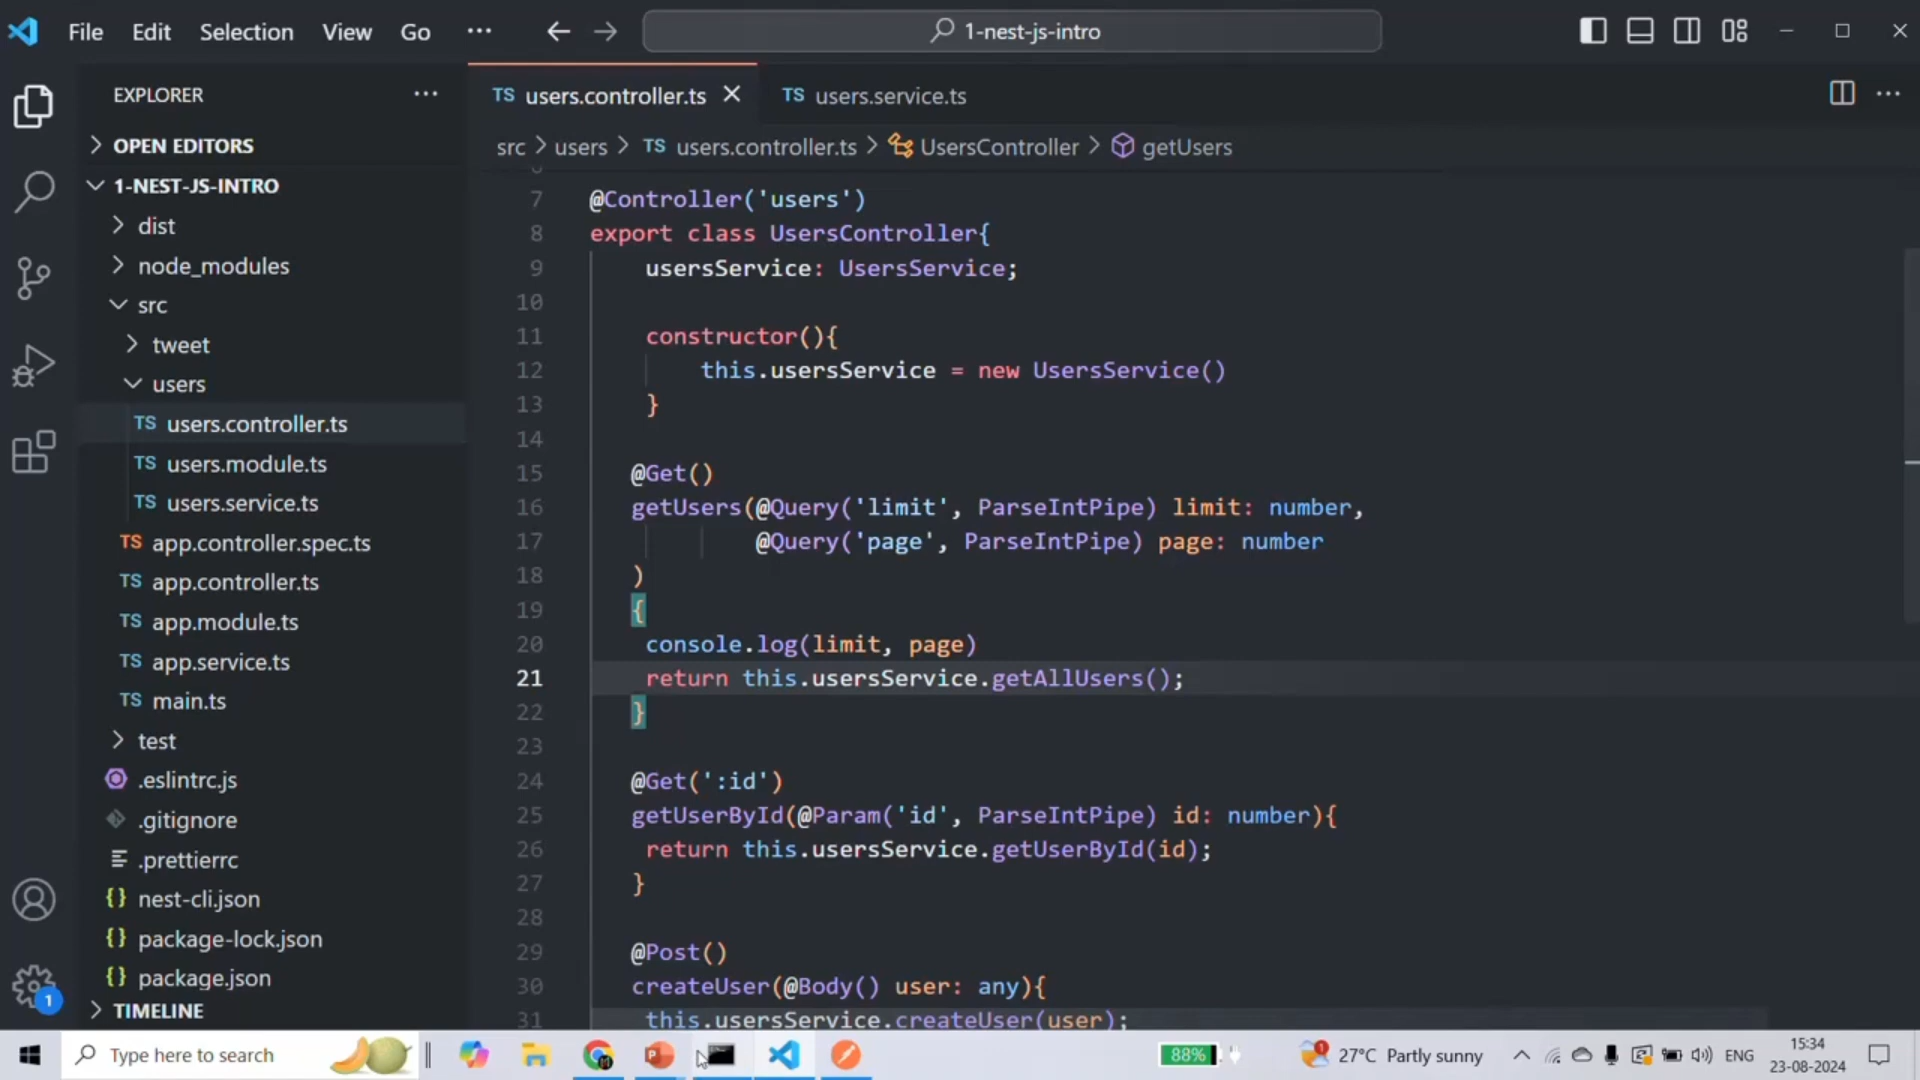 File Edit Selection View Go ··· 1-nest-js-intro
EXPLORER ···
OPEN EDITORS
1-NEST-JS-INTRO
dist
node_modules
src
tweet
users
TS users.controller.ts
TS users.module.ts
TS users.service.ts
TS app.controller.spec.ts
TS app.controller.ts
TS app.module.ts
TS app.service.ts
TS main.ts
test
.eslintrc.js
.gitignore
.prettierrc
{} nest-cli.json
{} package-lock.json
{} package.json
TIMELINE
1
TS users.controller.ts TS users.service.ts
src > users > TS users.controller.ts > UsersController > getUsers
7 @Controller('users')
8 export class UsersController{
9 usersService: UsersService;
10
11 constructor(){
12 this.usersService = new UsersService()
13 }
14
15 @Get()
16 getUsers(@Query('limit', ParseIntPipe) limit: number,
17 @Query('page', ParseIntPipe) page: number
18 )
19 {
20 console.log(limit, page)
21 return this.usersService.getAllUsers();
22 }
23
24 @Get(':id')
25 getUserById(@Param('id', ParseIntPipe) id: number){
26 return this.usersService.getUserById(id);
27 }
28
29 @Post()
30 createUser(@Body() user: any){
31 this.usersService.createUser(user);
Type here to search
88%
1 27°C Partly sunny ENG
15:34
23-08-2024